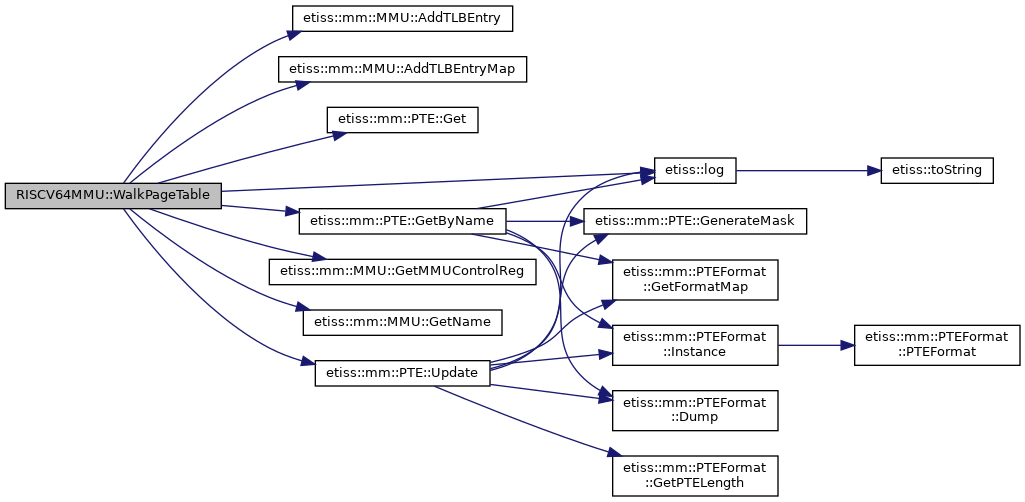 RISCV64MMU::WalkPageTable
etiss::mm::MMU::AddTLBEntry
etiss::mm::MMU::AddTLBEntryMap
etiss::mm::PTE::Get
etiss::mm::PTE::GetByName
etiss::mm::MMU::GetMMUControlReg
etiss::mm::MMU::GetName
etiss::mm::PTE::Update
etiss::log
etiss::mm::PTE::GenerateMask
etiss::mm::PTEFormat
::GetFormatMap
etiss::mm::PTEFormat
::Instance
etiss::mm::PTEFormat
::Dump
etiss::mm::PTEFormat
::GetPTELength
etiss::toString
etiss::mm::PTEFormat
::PTEFormat